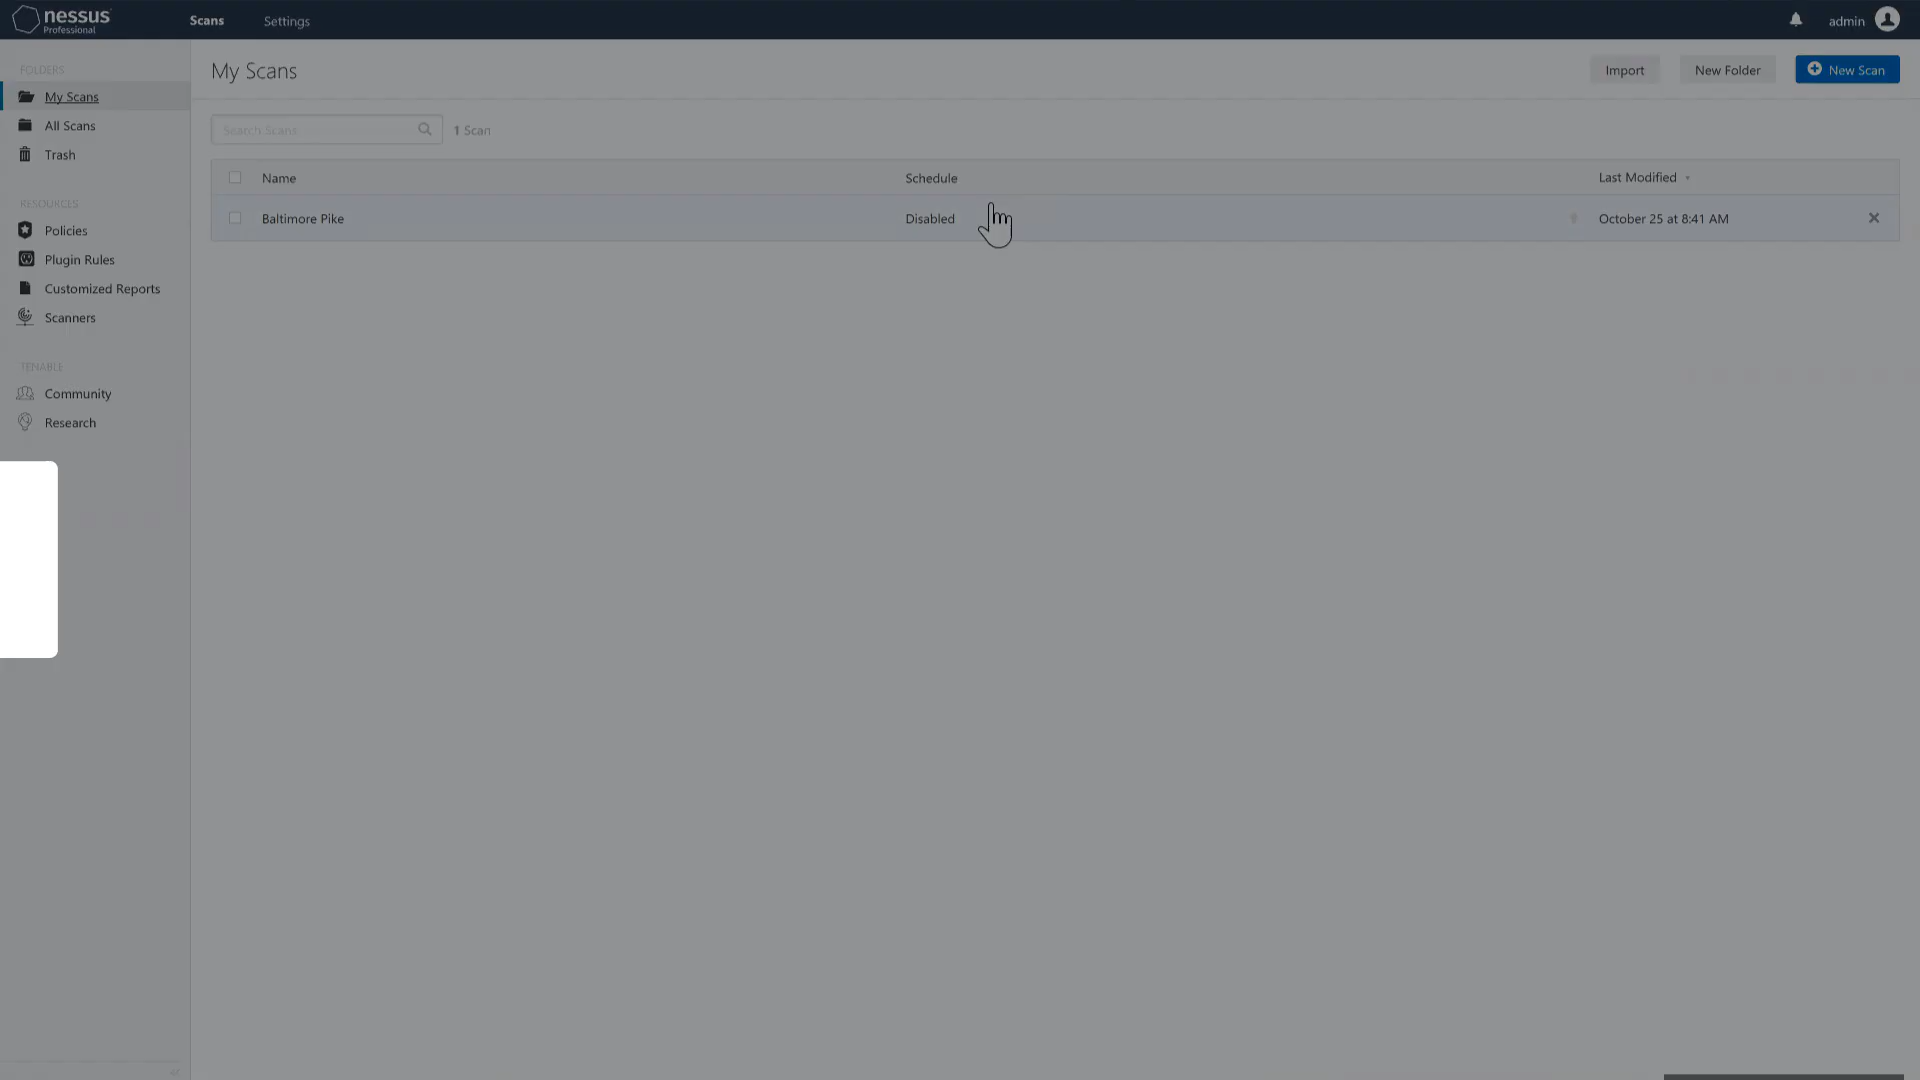 nessus
Professional
Scans
Settings
admin
FOLDERS
My Scans
All Scans
Trash
RESOURCES
Policies
Plugin Rules
Customized Reports
Scanners
TENABLE
Community
Research
My Scans
Import
New Folder
New Scan
Search Scans
1 Scan
Name
Schedule
Last Modified
Baltimore Pike
Disabled
October 25 at 8:41 AM